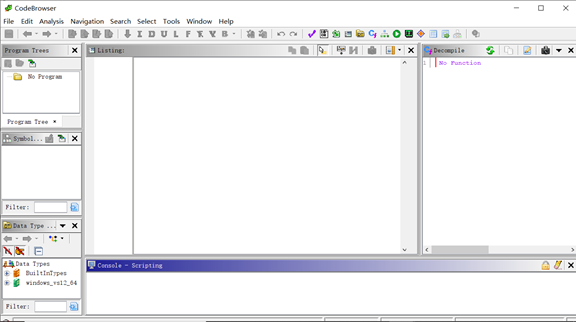 CodeBrowser
File Edit Analysis Navigation Search Select Tools Window Help
I D U L F V B
Program Trees
No Program
Program Tree ×
Symbol...
Filter:
Data Type ...
Data Types
BuiltInTypes
windows_vs12_64
Filter:
Listing:
Decompile
1 No Function
Console - Scripting